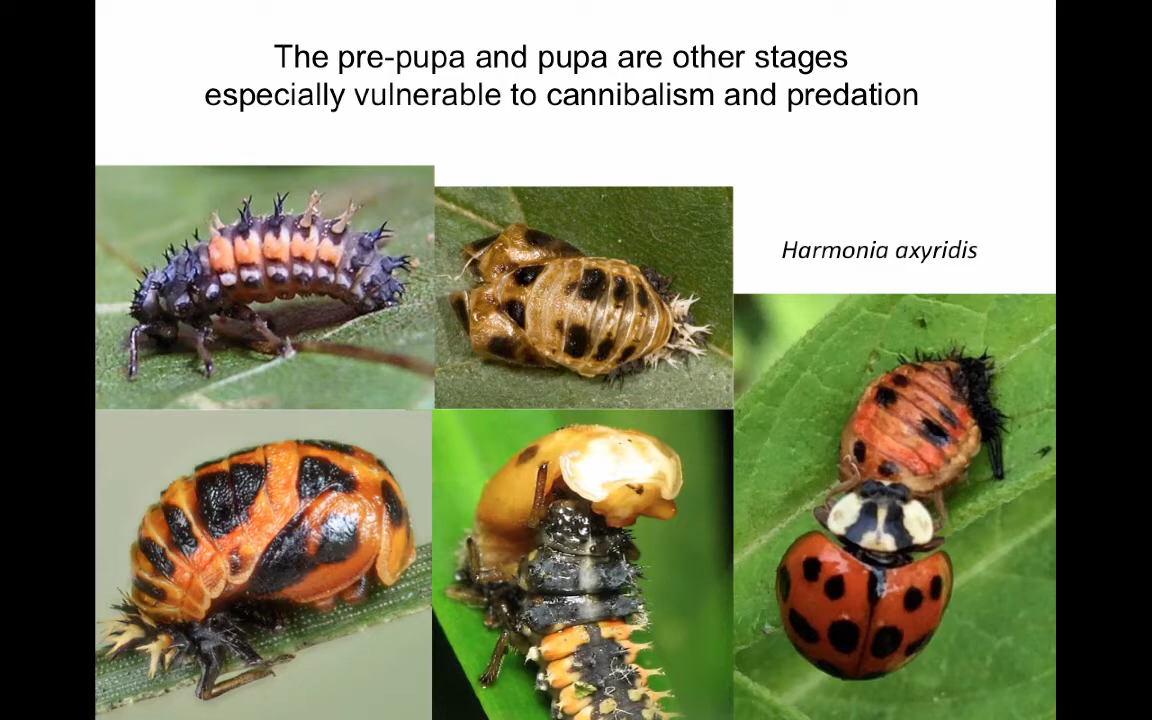 The pre-pupa and pupa are other stages
especially vulnerable to cannibalism and predation
Harmonia axyridis